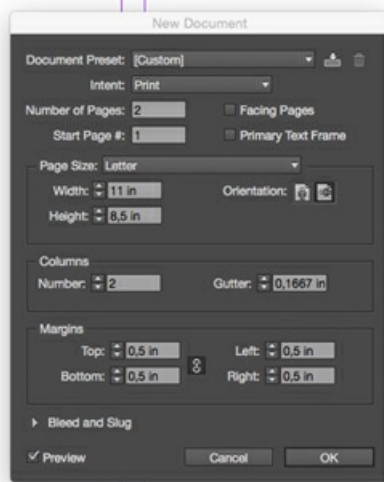 New Document
Document Preset: [Custom]
Intent: Print
Number of Pages: 2 Facing Pages
Start Page #: 1 Primary Text Frame
Page Size: Letter
Width: 11 in Orientation:
Height: 8,5 in
Columns
Number: 2 Gutter: 0,1667 in
Margins
Top: 0,5 in Left: 0,5 in
Bottom: 0,5 in Right: 0,5 in
Bleed and Slug
Preview Cancel OK